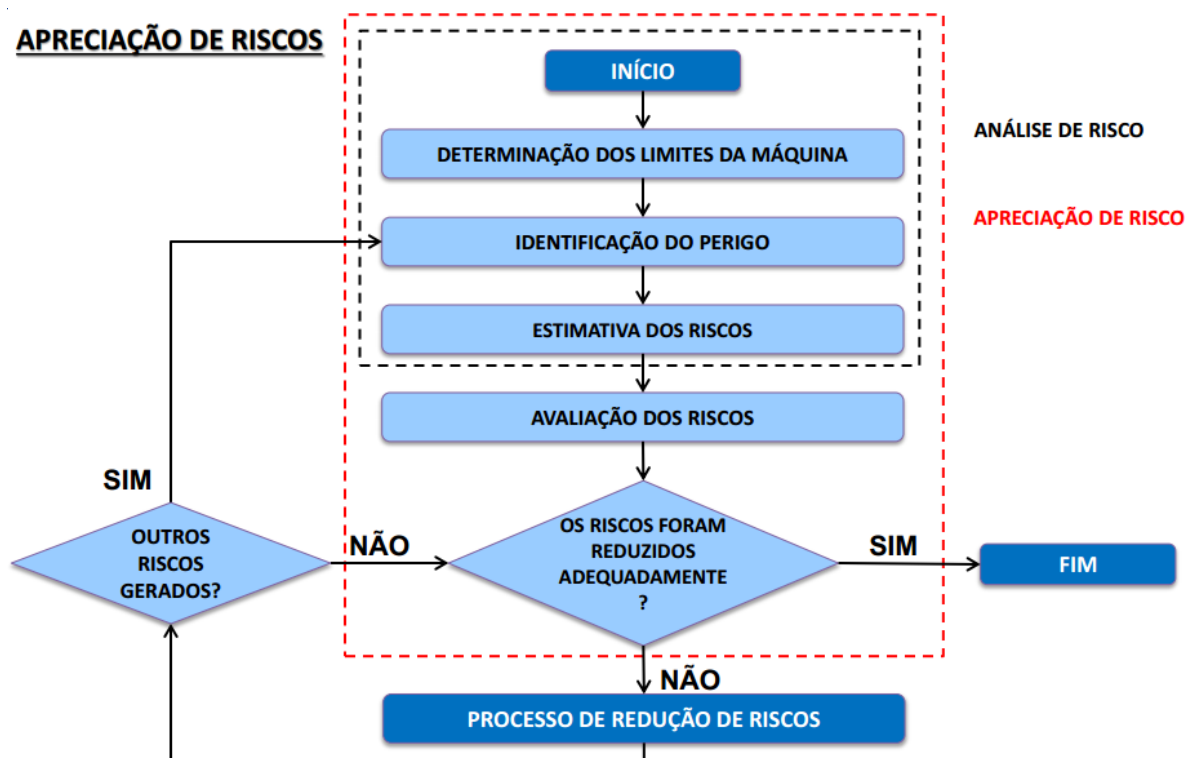 APRECIAÇÃO DE RISCOS
INÍCIO
DETERMINAÇÃO DOS LIMITES DA MÁQUINA
ANÁLISE DE RISCO
APRECIAÇÃO DE RISCO
IDENTIFICAÇÃO DO PERIGO
ESTIMATIVA DOS RISCOS
AVALIAÇÃO DOS RISCOS
SIM
OUTROS
RISCOS
GERADOS?
NÃO
OS RISCOS FORAM
REDUZIDOS
ADEQUADAMENTE
?
SIM
FIM
NÃO
PROCESSO DE REDUÇÃO DE RISCOS